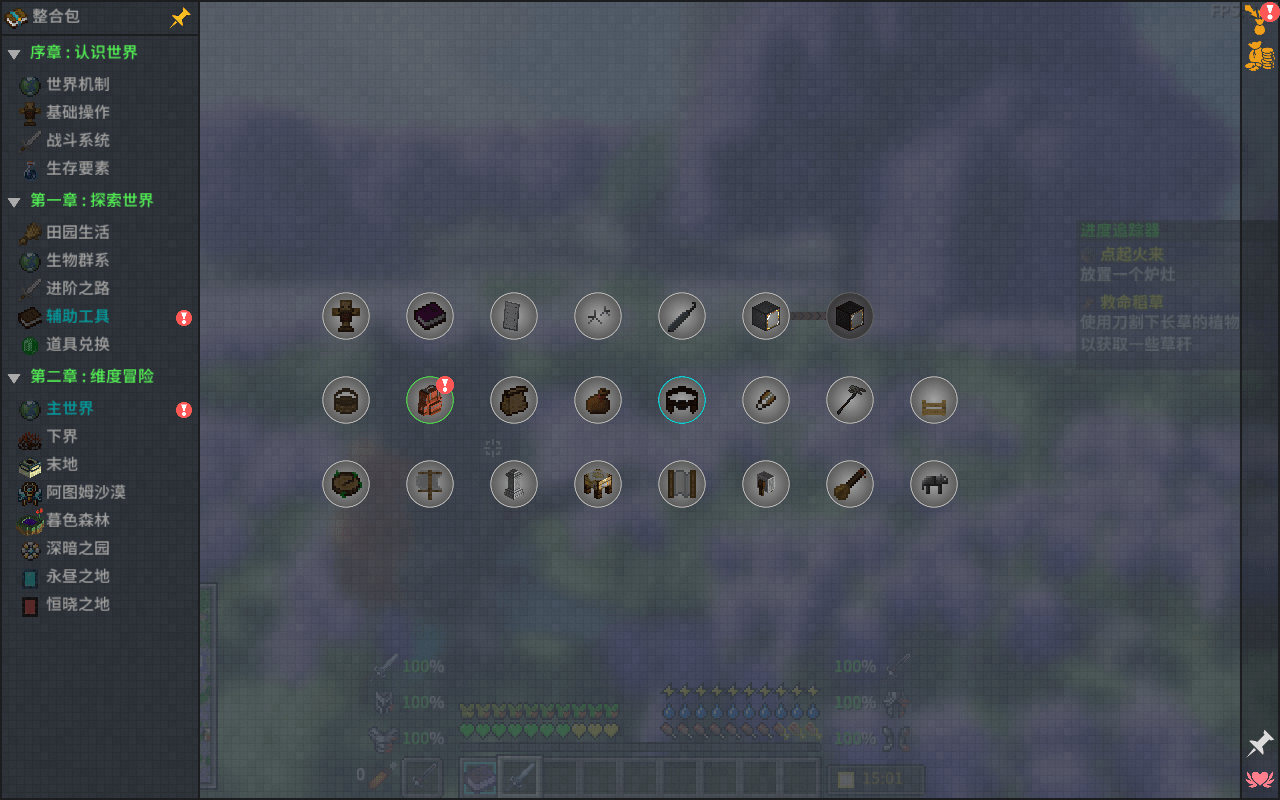 整合包
序章 : 认识世界
世界机制
基础操作
战斗系统
生存要素
第一章 : 探索世界
田园生活
生物群系
进阶之路
辅助工具
道具兑换
第二章 : 维度冒险
主世界
下界
末地
阿图姆沙漠
暮色森林
深暗之园
永昼之地
恒晓之地
FPS
进度追踪器
点起火来
放置一个炉灶
救命稻草
使用刀割下长草的植物
以获取一些草秆
100%
100%
100%
100%
100%
100%
0
15:01